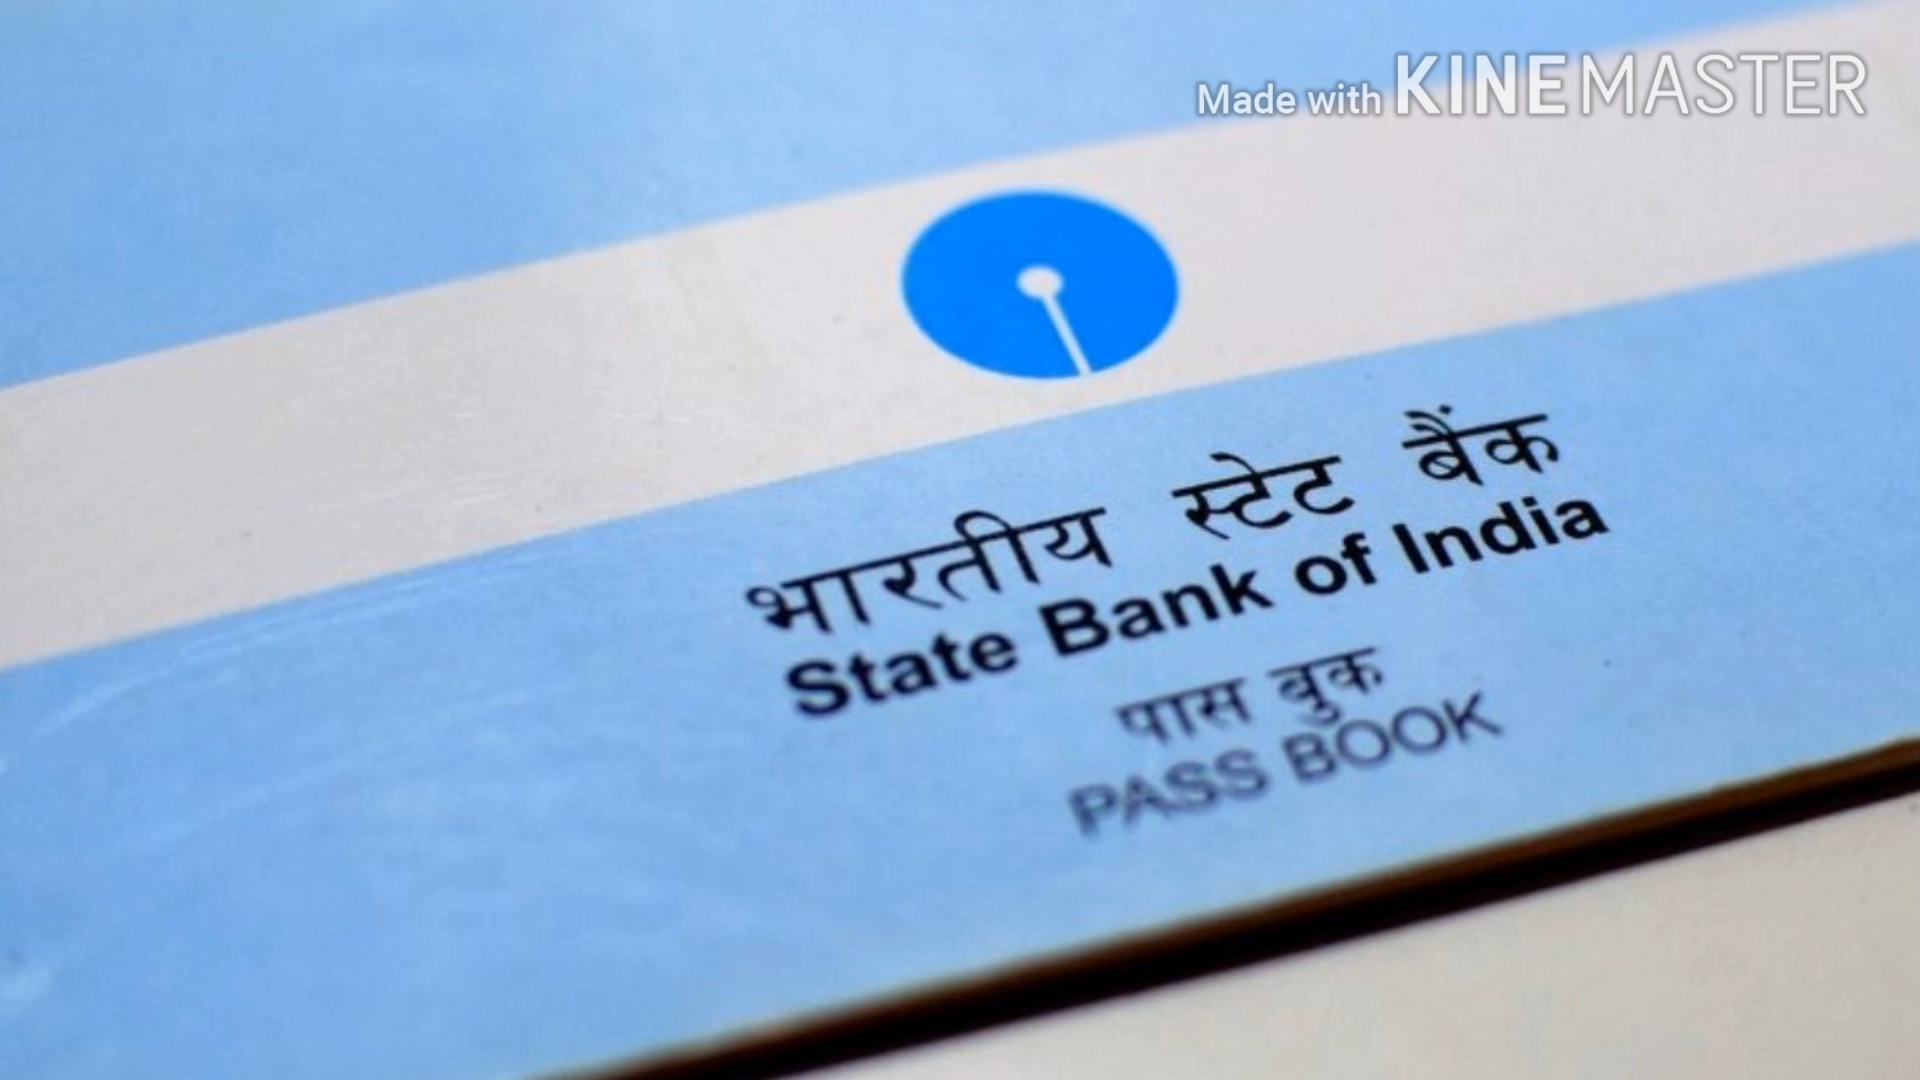 Made with KINEMASTER
भारतीय स्टेट बैंक
State Bank of India
पास बुक
PASS BOOK